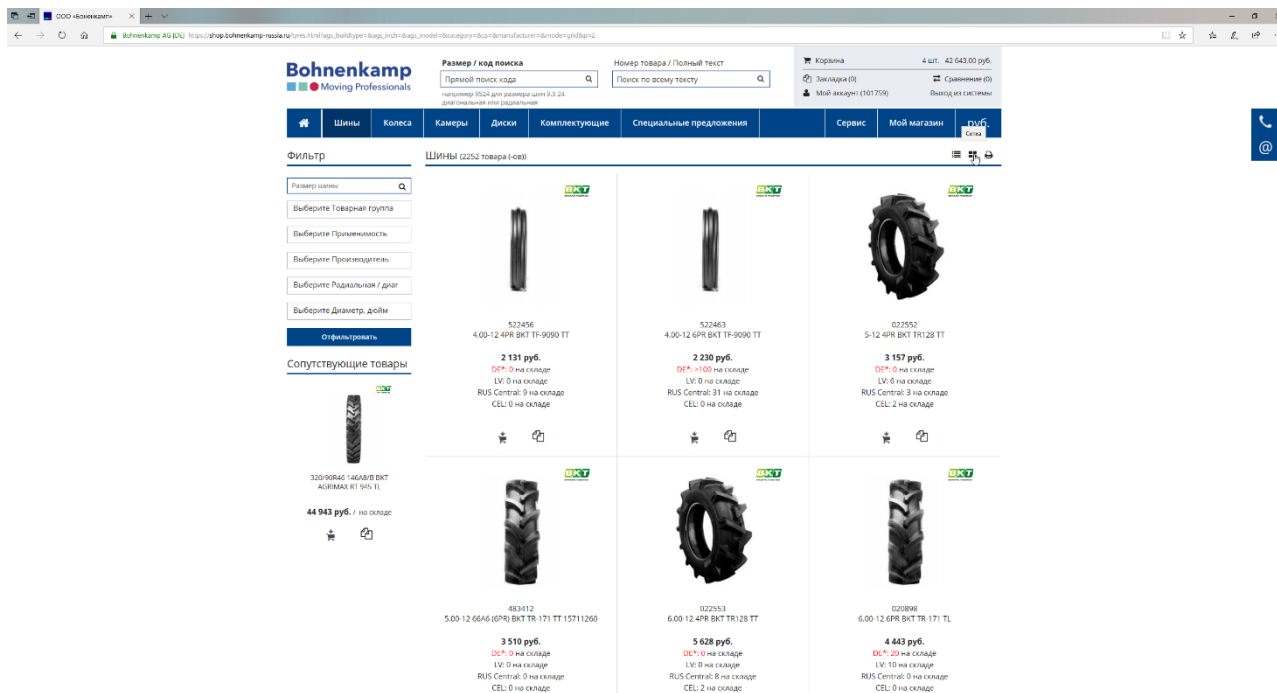 ООО «Боненкамп»
Bohnenkamp AG [DE]
Bohnenkamp
Moving Professionals
Размер / код поиска
Прямой поиск кода
например 9524 для размера шин 9.5 24
диагональная или радиальная
Номер товара / Полный текст
Поиск по всему тексту
Корзина 4 шт. 42 643,00 руб.
Закладка (0) Сравнение (0)
Мой аккаунт (101759) Выход из системы
Шины Колеса Камеры Диски Комплектующие Специальные предложения Сервис Мой магазин руб.
Сетка
Фильтр
Размер шины
Выберите Товарная группа
Выберите Применимость
Выберите Производитель
Выберите Радиальная / диаг
Выберите Диаметр, дюйм
Отфильтровать
Сопутствующие товары
BKT
320/90R46 146A8/B BKT
AGRIMAX RT 945 TL
44 943 руб. / на складе
Шины (2252 товара (-ов))
BKT
522456
4.00-12 4PR BKT TF-9090 TT
2 131 руб.
DE*: 0 на складе
LV: 0 на складе
RUS Central: 9 на складе
CEL: 0 на складе
BKT
522463
4.00-12 6PR BKT TF-9090 TT
2 230 руб.
DE*: >100 на складе
LV: 0 на складе
RUS Central: 31 на складе
CEL: 0 на складе
BKT
022552
5-12 4PR BKT TR128 TT
3 157 руб.
DE*: 0 на складе
LV: 6 на складе
RUS Central: 3 на складе
CEL: 2 на складе
BKT
483412
5.00-12 66A6 (6PR) BKT TR-171 TT 15711260
3 510 руб.
DE*: 0 на складе
LV: 0 на складе
RUS Central: 0 на складе
CEL: 0 на складе
BKT
022553
6.00-12 4PR BKT TR128 TT
5 628 руб.
DE*: 0 на складе
LV: 0 на складе
RUS Central: 8 на складе
CEL: 2 на складе
BKT
020898
6.00-12 6PR BKT TR-171 TL
4 443 руб.
DE*: 20 на складе
LV: 10 на складе
RUS Central: 0 на складе
CEL: 0 на складе